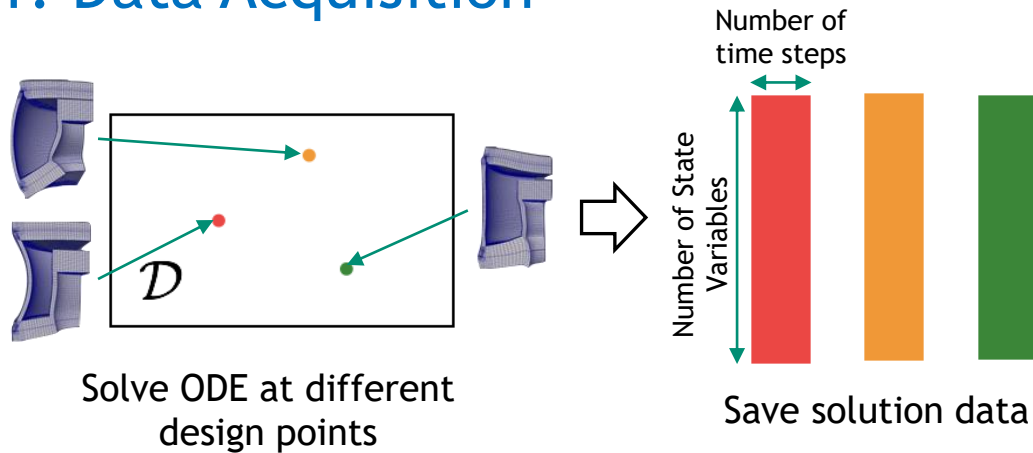 1. Data Acquisition
Number of
time steps
Number of State
Variables
𝒟
Solve ODE at different
design points
Save solution data